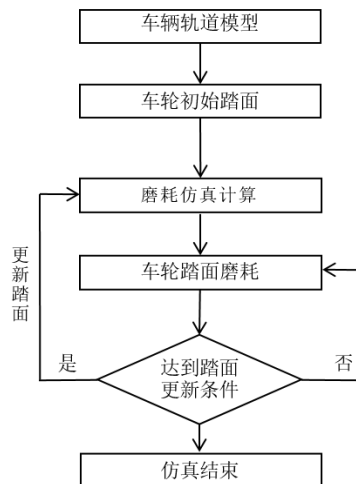 车辆轨道模型
车轮初始踏面
磨耗仿真计算
更新踏面
车轮踏面磨耗
是
达到踏面
更新条件
否
仿真结束